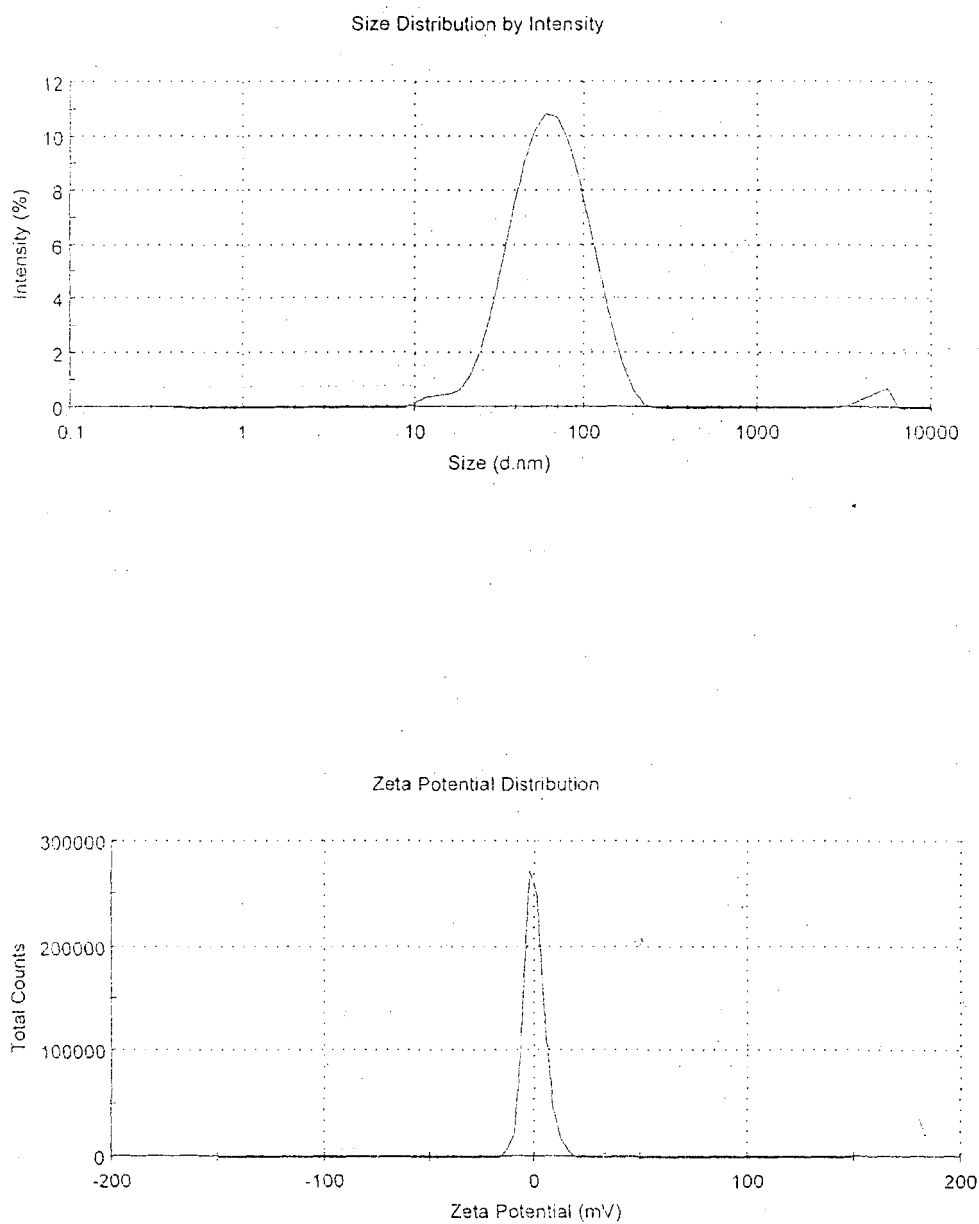 Size Distribution by Intensity
12
10
8
6
4
2
0
Intensity (%)
0.1 1 10 100 1000 10000
Size (d.nm)
Zeta Potential Distribution
300000
200000
100000
0
Total Counts
-200 -100 0 100 200
Zeta Potential (mV)